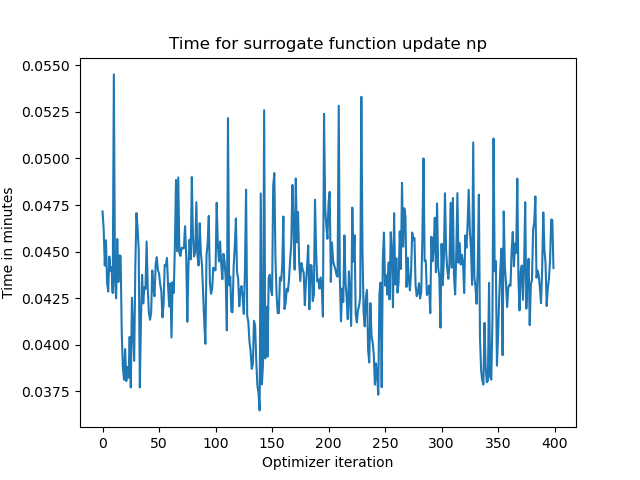 Time for surrogate function update np
Time in minutes
0.0550
0.0525
0.0500
0.0475
0.0450
0.0425
0.0400
0.0375
0 50 100 150 200 250 300 350 400
Optimizer iteration